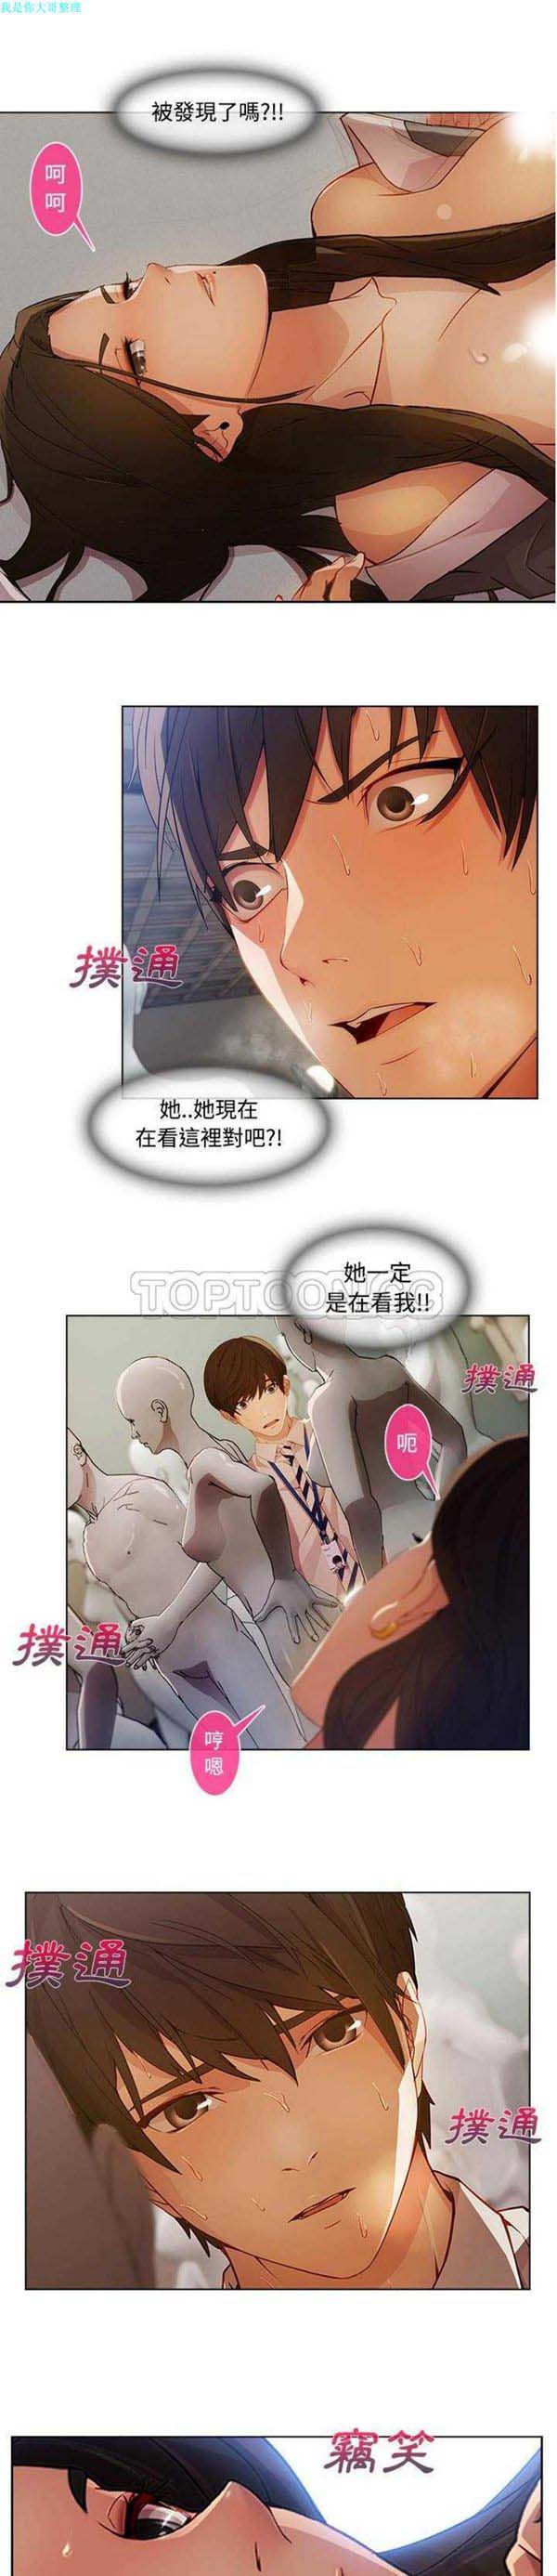 我是你大哥整理
被發現了嗎?!!
呵
呵
撲通
她..她現在
在看這裡對吧?!
她一定
是在看我!!
TOPTOON.CC
撲通
呃
撲通
哼
嗯
撲通
撲通
竊笑